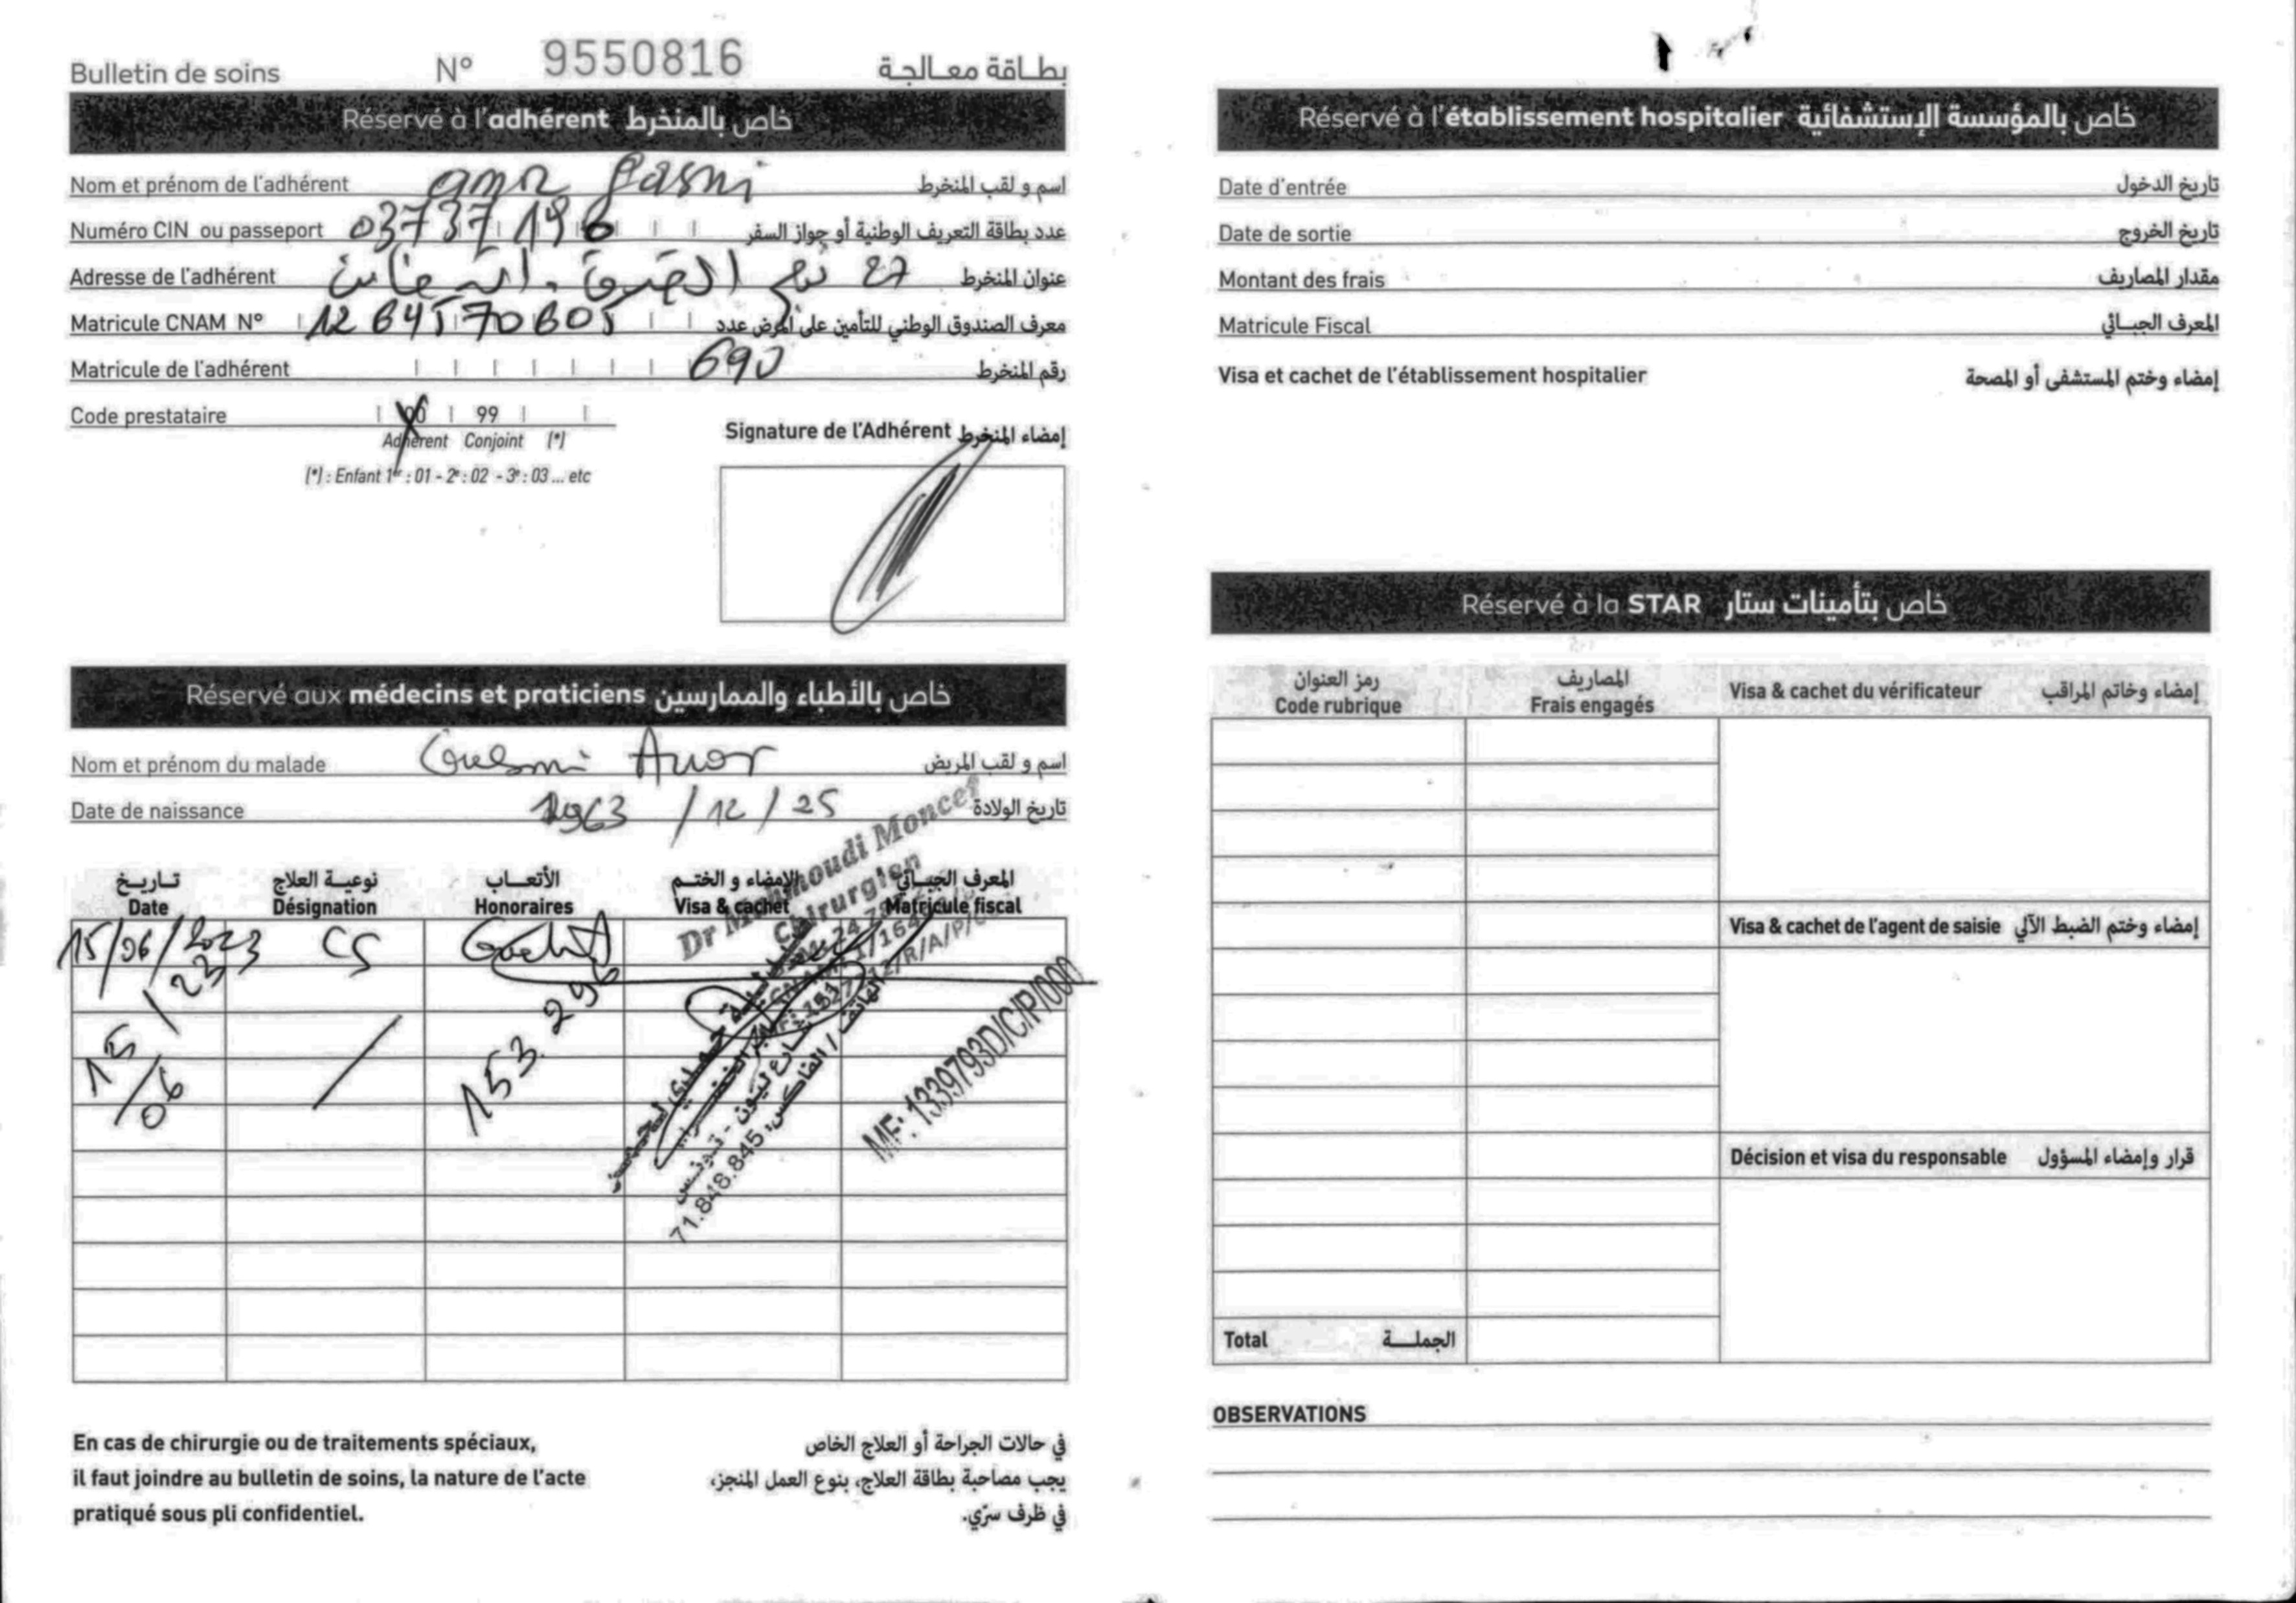 Bulletin de soins N° 9550816 بطاقة معالجة
Réservé à l'adhérent خاص بالمنخرط
Nom et prénom de l'adhérent اسم و لقب المنخرط
Numéro CIN ou passeport 03737196 عدد بطاقة التعريف الوطنية أو جواز السفر
Adresse de l'adhérent 27 نهج عنوان المنخرط
Matricule CNAM N° 1264570605 معرف الصندوق الوطني للتأمين على المرض عدد
Matricule de l'adhérent 690 رقم المنخرط
Code prestataire 00 99
Adhérent Conjoint (*)
(*) : Enfant 1er : 01 - 2e : 02 - 3e : 03 ... etc
Signature de l'Adhérent إمضاء المنخرط
Réservé aux médecins et praticiens خاص بالأطباء والممارسين
Nom et prénom du malade Guesmi Anor اسم و لقب المريض
Date de naissance 1963 / 12 / 25 تاريخ الولادة
تاريخ نوعية العلاج الأتعاب الإمضاء و الختم المعرف الجبائي
Date Désignation Honoraires Visa & cachet Matricule fiscal
Dr Mahmoudi Moncef
Chirurgien
15/06/2023 CS
15/06/23 / 153.296
شارع ليون - تونس
الهاتف / الفاكس: 71.848.845
MF: 1339793D/C/P/000
En cas de chirurgie ou de traitements spéciaux,
il faut joindre au bulletin de soins, la nature de l'acte
pratiqué sous pli confidentiel.
في حالات الجراحة أو العلاج الخاص
يجب مصاحبة بطاقة العلاج، بنوع العمل المنجز،
في ظرف سرّي.
Réservé à l'établissement hospitalier خاص بالمؤسسة الإستشفائية
Date d'entrée تاريخ الدخول
Date de sortie تاريخ الخروج
Montant des frais مقدار المصاريف
Matricule Fiscal المعرف الجبائي
Visa et cachet de l'établissement hospitalier إمضاء وختم المستشفى أو المصحة
Réservé à la STAR خاص بتأمينات ستار
رمز العنوان المصاريف
Code rubrique Frais engagés Visa & cachet du vérificateur إمضاء وخاتم المراقب
Visa & cachet de l'agent de saisie إمضاء وختم الضبط الآلي
Décision et visa du responsable قرار وإمضاء المسؤول
Total الجملة
OBSERVATIONS